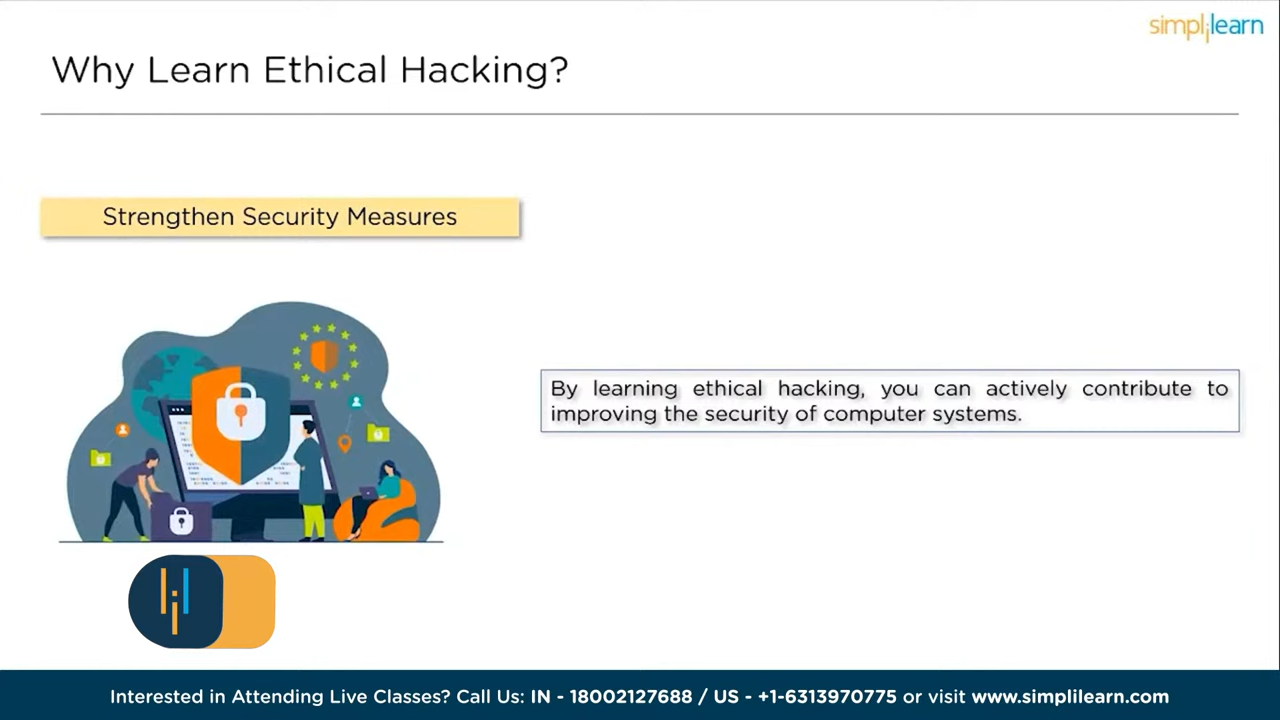 simplilearn
Why Learn Ethical Hacking?
Strengthen Security Measures
By learning ethical hacking, you can actively contribute to
improving the security of computer systems.
Interested in Attending Live Classes? Call Us: IN - 18002127688 / US - +1-6313970775 or visit www.simplilearn.com